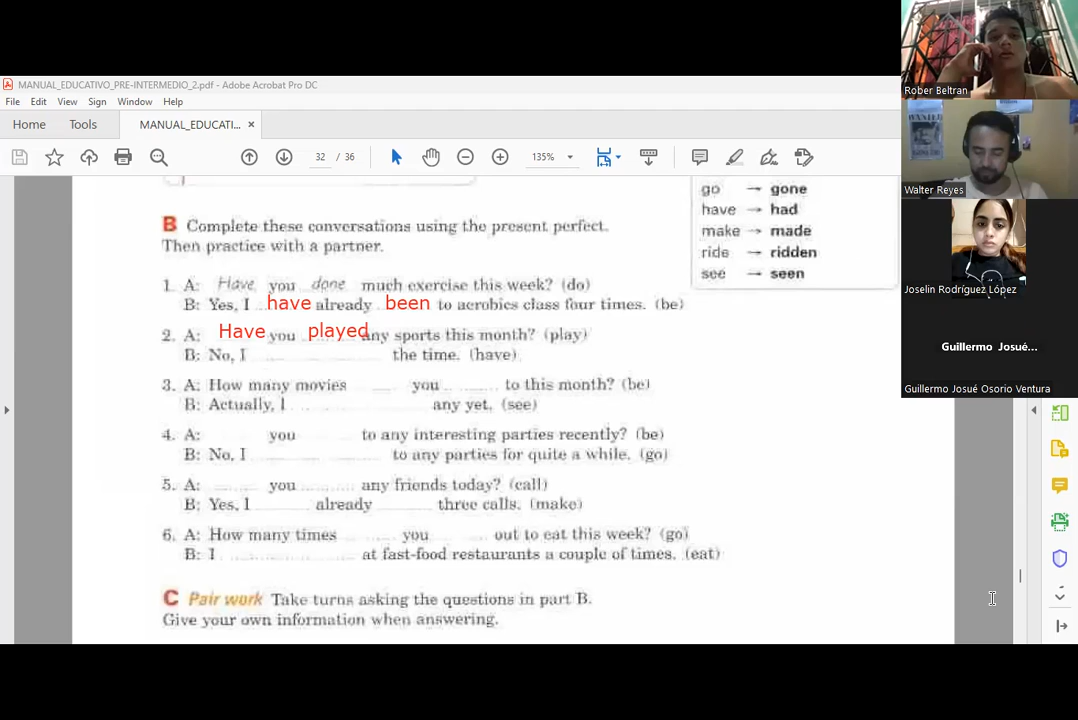 MANUAL_EDUCATIVO_PRE-INTERMEDIO_2.pdf - Adobe Acrobat Pro DC
File Edit View Sign Window Help
Home Tools MANUAL_EDUCATI... ×
32 / 36 135%
go → gone
have → had
make → made
ride → ridden
see → seen
B Complete these conversations using the present perfect.
Then practice with a partner.
1. A: Have you done much exercise this week? (do)
B: Yes, I have already been to aerobics class four times. (be)
2. A: Have you played any sports this month? (play)
B: No, I the time. (have)
3. A: How many movies you to this month? (be)
B: Actually, I any yet. (see)
4. A: you to any interesting parties recently? (be)
B: No, I to any parties for quite a while. (go)
5. A: you any friends today? (call)
B: Yes, I already three calls. (make)
6. A: How many times you out to eat this week? (go)
B: I at fast-food restaurants a couple of times. (eat)
C Pair work Take turns asking the questions in part B.
Give your own information when answering.
Rober Beltran
WANTED
Walter Reyes
Joselin Rodríguez López
Guillermo Josué...
Guillermo Josué Osorio Ventura